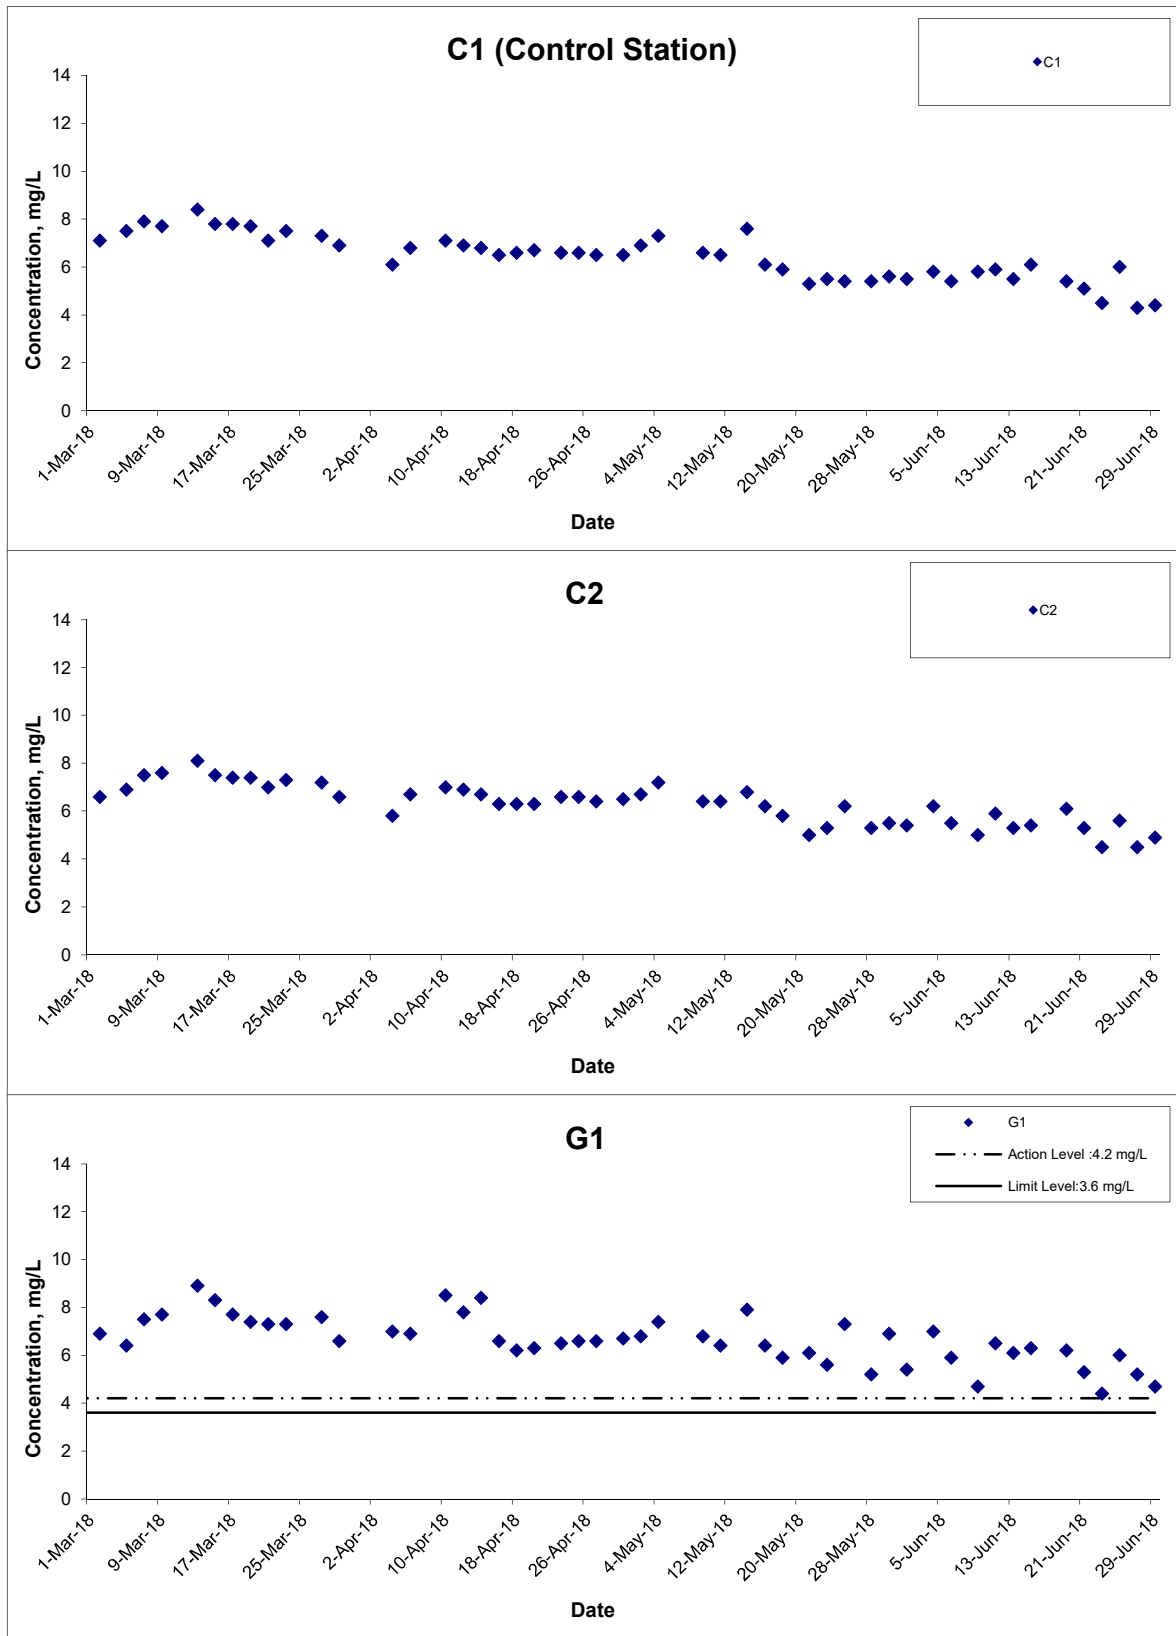 C1 (Control Station)
C1
14
12
10
8
6
4
2
0
Concentration, mg/L
1-Mar-18
9-Mar-18
17-Mar-18
25-Mar-18
2-Apr-18
10-Apr-18
18-Apr-18
26-Apr-18
4-May-18
12-May-18
20-May-18
28-May-18
5-Jun-18
13-Jun-18
21-Jun-18
29-Jun-18
Date
C2
C2
14
12
10
8
6
4
2
0
Concentration, mg/L
1-Mar-18
9-Mar-18
17-Mar-18
25-Mar-18
2-Apr-18
10-Apr-18
18-Apr-18
26-Apr-18
4-May-18
12-May-18
20-May-18
28-May-18
5-Jun-18
13-Jun-18
21-Jun-18
29-Jun-18
Date
G1
G1
Action Level :4.2 mg/L
Limit Level:3.6 mg/L
14
12
10
8
6
4
2
0
Concentration, mg/L
1-Mar-18
9-Mar-18
17-Mar-18
25-Mar-18
2-Apr-18
10-Apr-18
18-Apr-18
26-Apr-18
4-May-18
12-May-18
20-May-18
28-May-18
5-Jun-18
13-Jun-18
21-Jun-18
29-Jun-18
Date